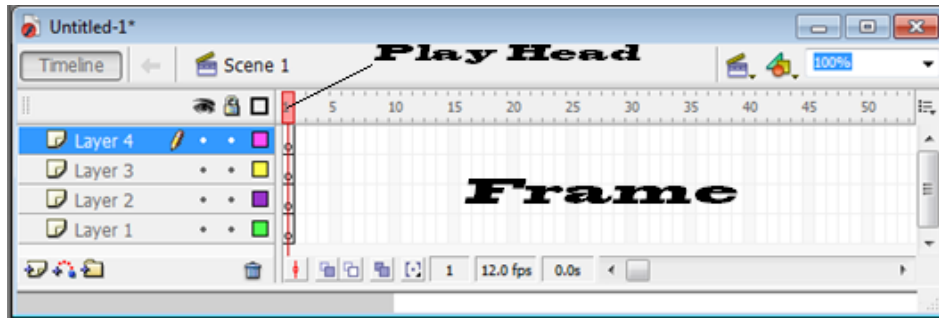 Untitled-1*
Timeline Scene 1 Play Head 100%
5 10 15 20 25 30 35 40 45 50
Layer 4
Layer 3
Layer 2 Frame
Layer 1
1 12.0 fps 0.0s